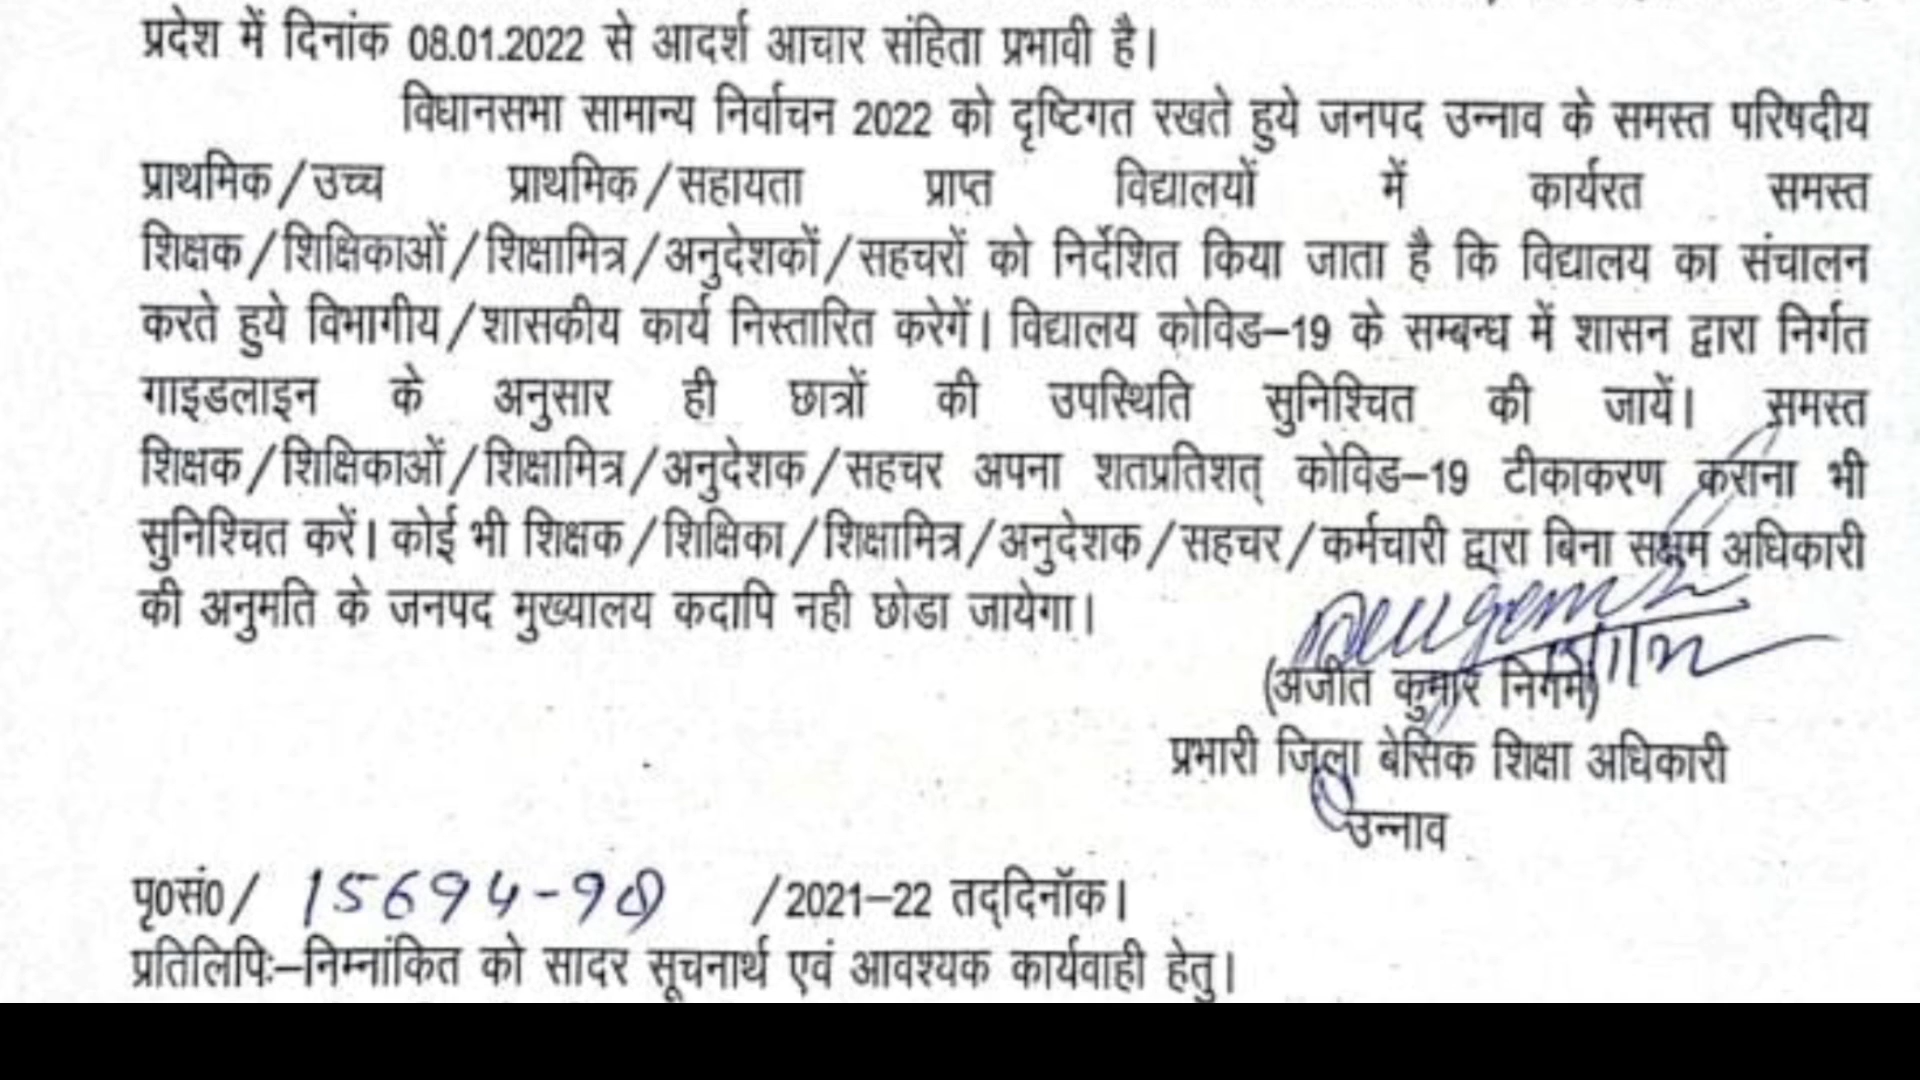 प्रदेश में दिनांक 08.01.2022 से आदर्श आचार संहिता प्रभावी है।
विधानसभा सामान्य निर्वाचन 2022 को दृष्टिगत रखते हुये जनपद उन्नाव के समस्त परिषदीय
प्राथमिक/उच्च प्राथमिक/सहायता प्राप्त विद्यालयों में कार्यरत समस्त
शिक्षक/शिक्षिकाओं/शिक्षामित्र/अनुदेशकों/सहचरों को निर्देशित किया जाता है कि विद्यालय का संचालन
करते हुये विभागीय/शासकीय कार्य निस्तारित करेगें। विद्यालय कोविड–19 के सम्बन्ध में शासन द्वारा निर्गत
गाइडलाइन के अनुसार ही छात्रों की उपस्थिति सुनिश्चित की जायें। समस्त
शिक्षक/शिक्षिकाओं/शिक्षामित्र/अनुदेशक/सहचर अपना शतप्रतिशत् कोविड–19 टीकाकरण कराना भी
सुनिश्चित करें। कोई भी शिक्षक/शिक्षिका/शिक्षामित्र/अनुदेशक/सहचर/कर्मचारी द्वारा बिना सक्षम अधिकारी
की अनुमति के जनपद मुख्यालय कदापि नही छोडा जायेगा।
(अजीत कुमार निगम)
प्रभारी जिला बेसिक शिक्षा अधिकारी
उन्नाव
पृ0सं0/ 15694-98 /2021–22 तद्दिनॉक।
प्रतिलिपिः–निम्नांकित को सादर सूचनार्थ एवं आवश्यक कार्यवाही हेतु।